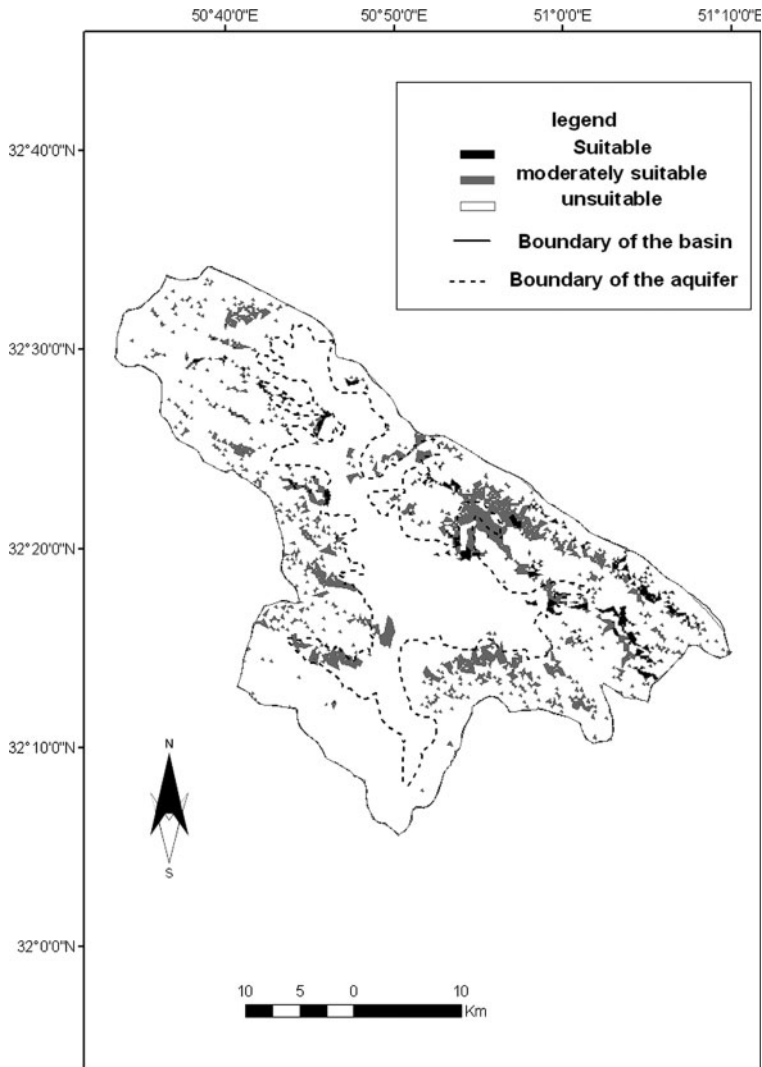 50°40'0"E 50°50'0"E 51°0'0"E 51°10'0"E
legend
Suitable
moderately suitable
unsuitable
Boundary of the basin
Boundary of the aquifer
32°40'0"N
32°30'0"N
32°20'0"N
32°10'0"N
32°0'0"N
N
S
10 5 0 10
Km